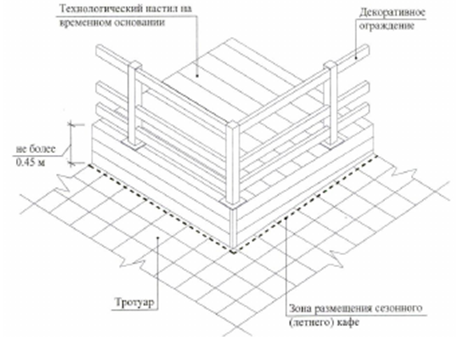 Технологический настил на
временном основании
Декоративное
ограждение
не более
0.45 м
Тротуар
Зона размещения сезонного
(летнего) кафе